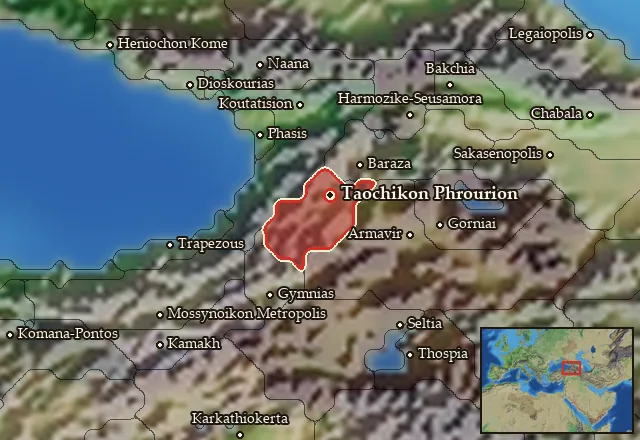 Legaiopolis
Heniochon Kome
Naana
Bakchia
Dioskourias
Koutatision
Harmozike-Seusamora
Chabala
Phasis
Sakasenopolis
Baraza
Taochikon Phrourion
Gorniai
Armavir
Trapezous
Gymnias
Mossynoikon Metropolis
Seltia
Komana-Pontos
Kamakh
Thospia
Karkathiokerta